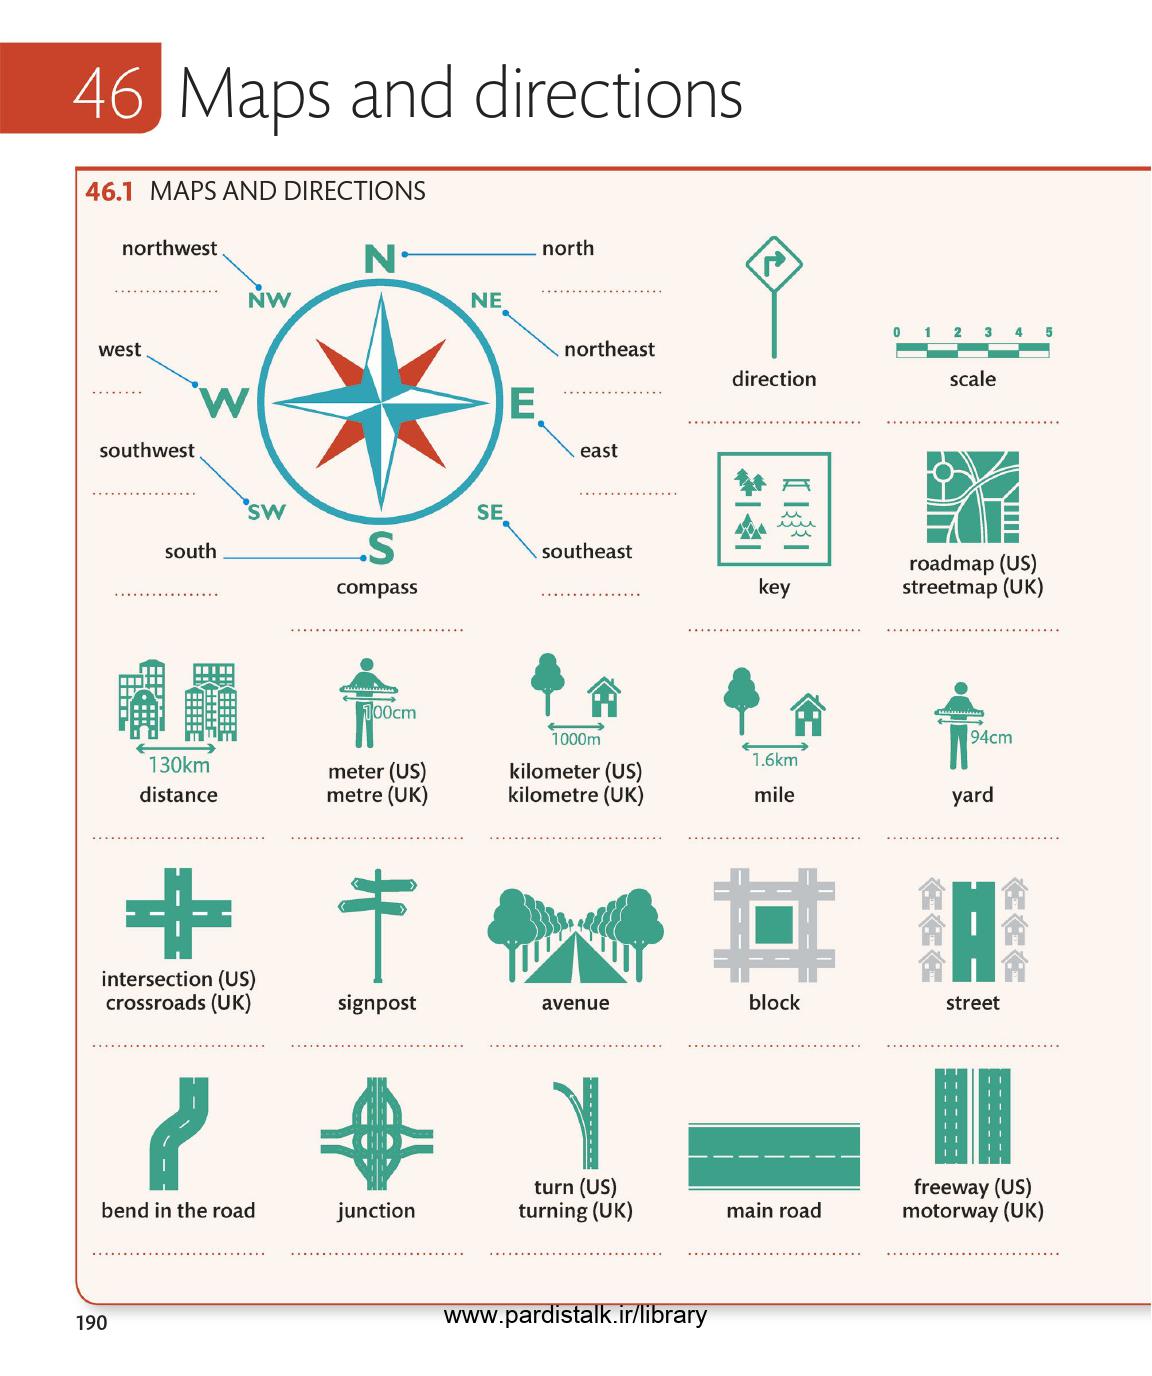 46 Maps and directions
46.1 MAPS AND DIRECTIONS
northwest
N
north
NW
NE
west
northeast
W
E
southwest
east
SW
SE
south
S
southeast
compass
direction
0 1 2 3 4 5
scale
key
roadmap (US)
streetmap (UK)
130km
distance
100cm
meter (US)
metre (UK)
1000m
kilometer (US)
kilometre (UK)
1.6km
mile
94cm
yard
intersection (US)
crossroads (UK)
signpost
avenue
block
street
bend in the road
junction
turn (US)
turning (UK)
main road
freeway (US)
motorway (UK)
190
www.pardistalk.ir/library